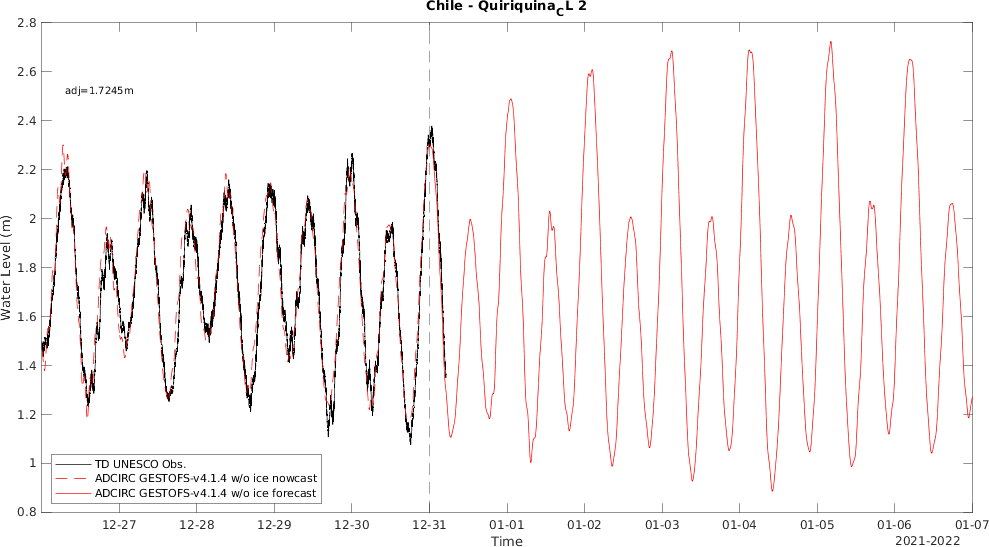 Chile - Quiriquina_CL 2
2.8
2.6
adj=1.7245m
2.4
2.2
2
1.8
1.6
1.4
1.2
1
0.8
Water Level (m)
TD UNESCO Obs.
ADCIRC GESTOFS-v4.1.4 w/o ice nowcast
ADCIRC GESTOFS-v4.1.4 w/o ice forecast
12-27 12-28 12-29 12-30 12-31 01-01 01-02 01-03 01-04 01-05 01-06 01-07
Time
2021-2022